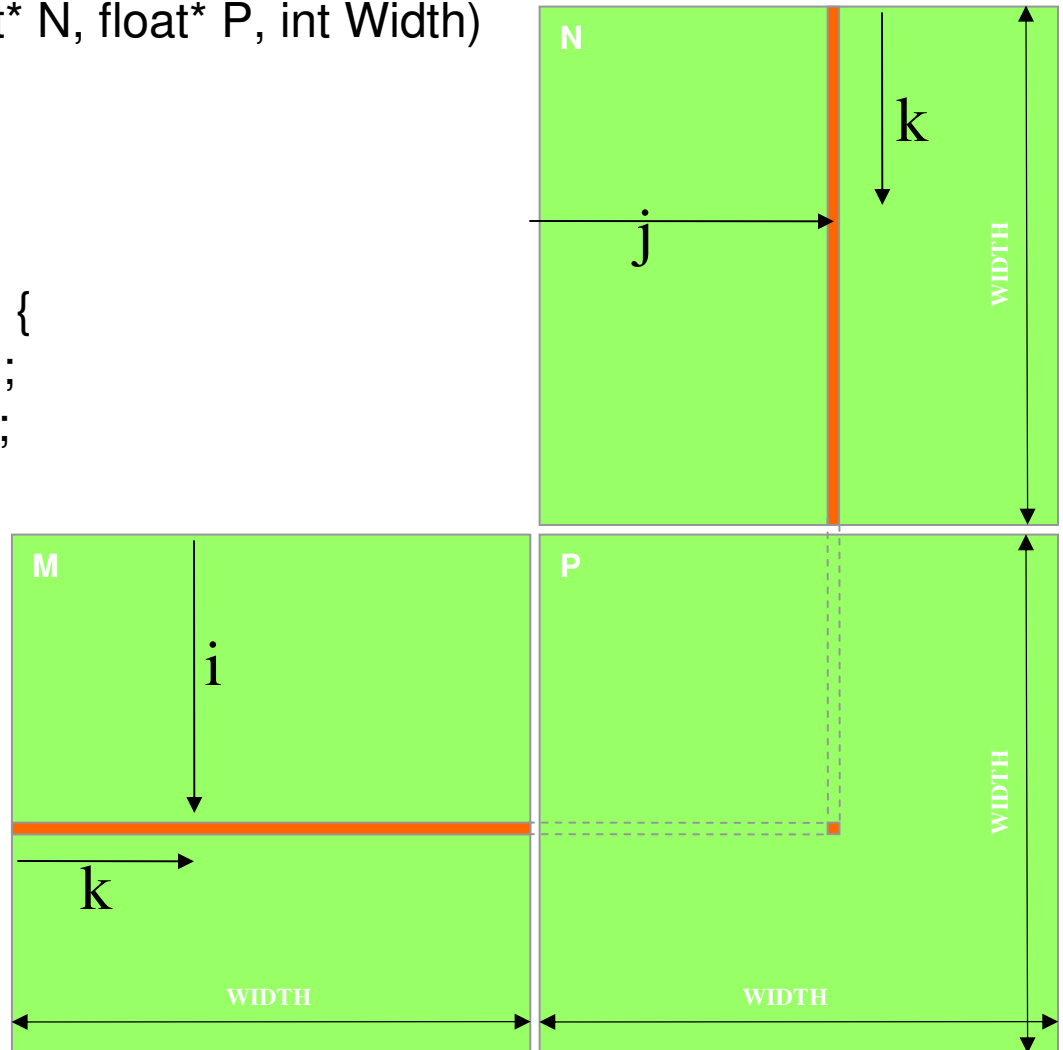 t* N, float* P, int Width)
N
k
j
WIDTH
{
;
;
M
P
i
WIDTH
k
WIDTH
WIDTH